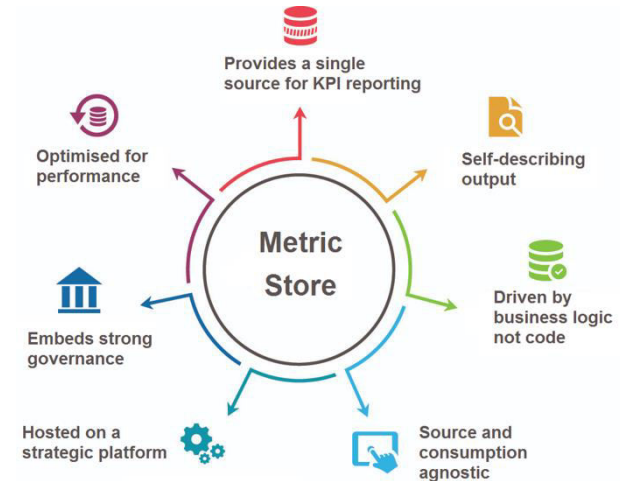 Provides a single
source for KPI reporting
Optimised for
performance
Self-describing
output
Metric
Store
Driven by
business logic
not code
Embeds strong
governance
Hosted on a
strategic platform
Source and
consumption
agnostic